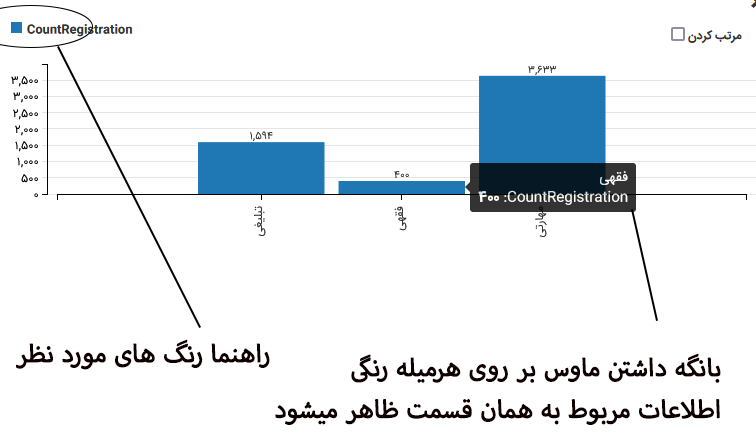 CountRegistration
مرتب کردن
۳,۵۰۰
۳,۰۰۰
۲,۵۰۰
۲,۰۰۰
۱,۵۰۰
۱,۰۰۰
۵۰۰
۰
۱,۵۹۴
۴۰۰
۳,۶۳۳
فقهی
CountRegistration: ۴۰۰
تبلیغی
فقهی
مهارتی
راهنما رنگ های مورد نظر
بانگه داشتن ماوس بر روی هرمیله رنگی
اطلاعات مربوط به همان قسمت ظاهر میشود